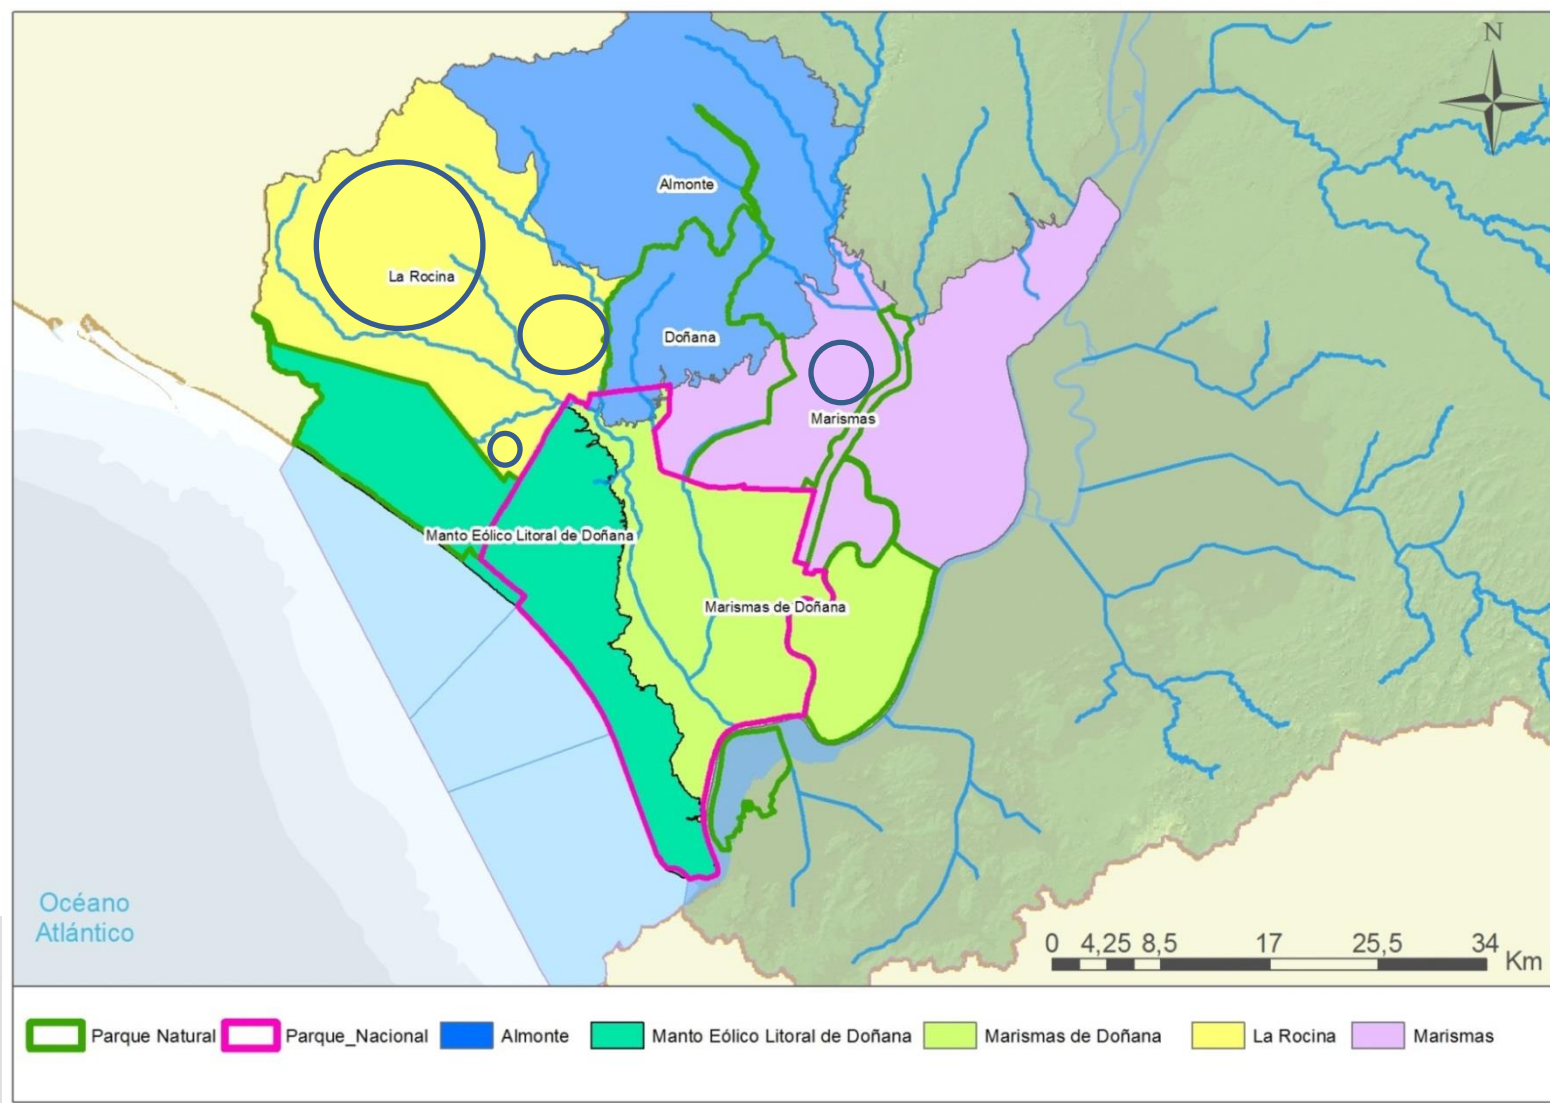 N
Almonte
La Rocina
Doñana
Marismas
Manto Eólico Litoral de Doñana
Marismas de Doñana
Océano
Atlántico
0 4,25 8,5 17 25,5 34
Km
Parque Natural Parque_Nacional Almonte Manto Eólico Litoral de Doñana Marismas de Doñana La Rocina Marismas